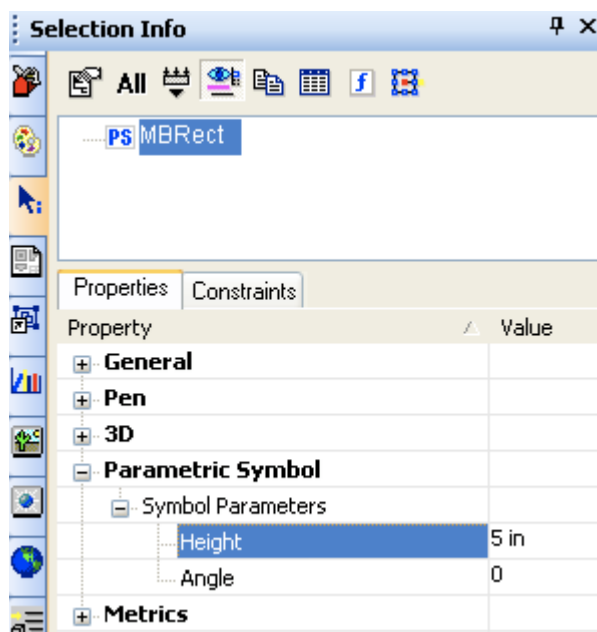 Selection Info
All
f
PS MBRect
Properties Constraints
Property Value
General
Pen
3D
Parametric Symbol
Symbol Parameters
Height 5 in
Angle 0
Metrics